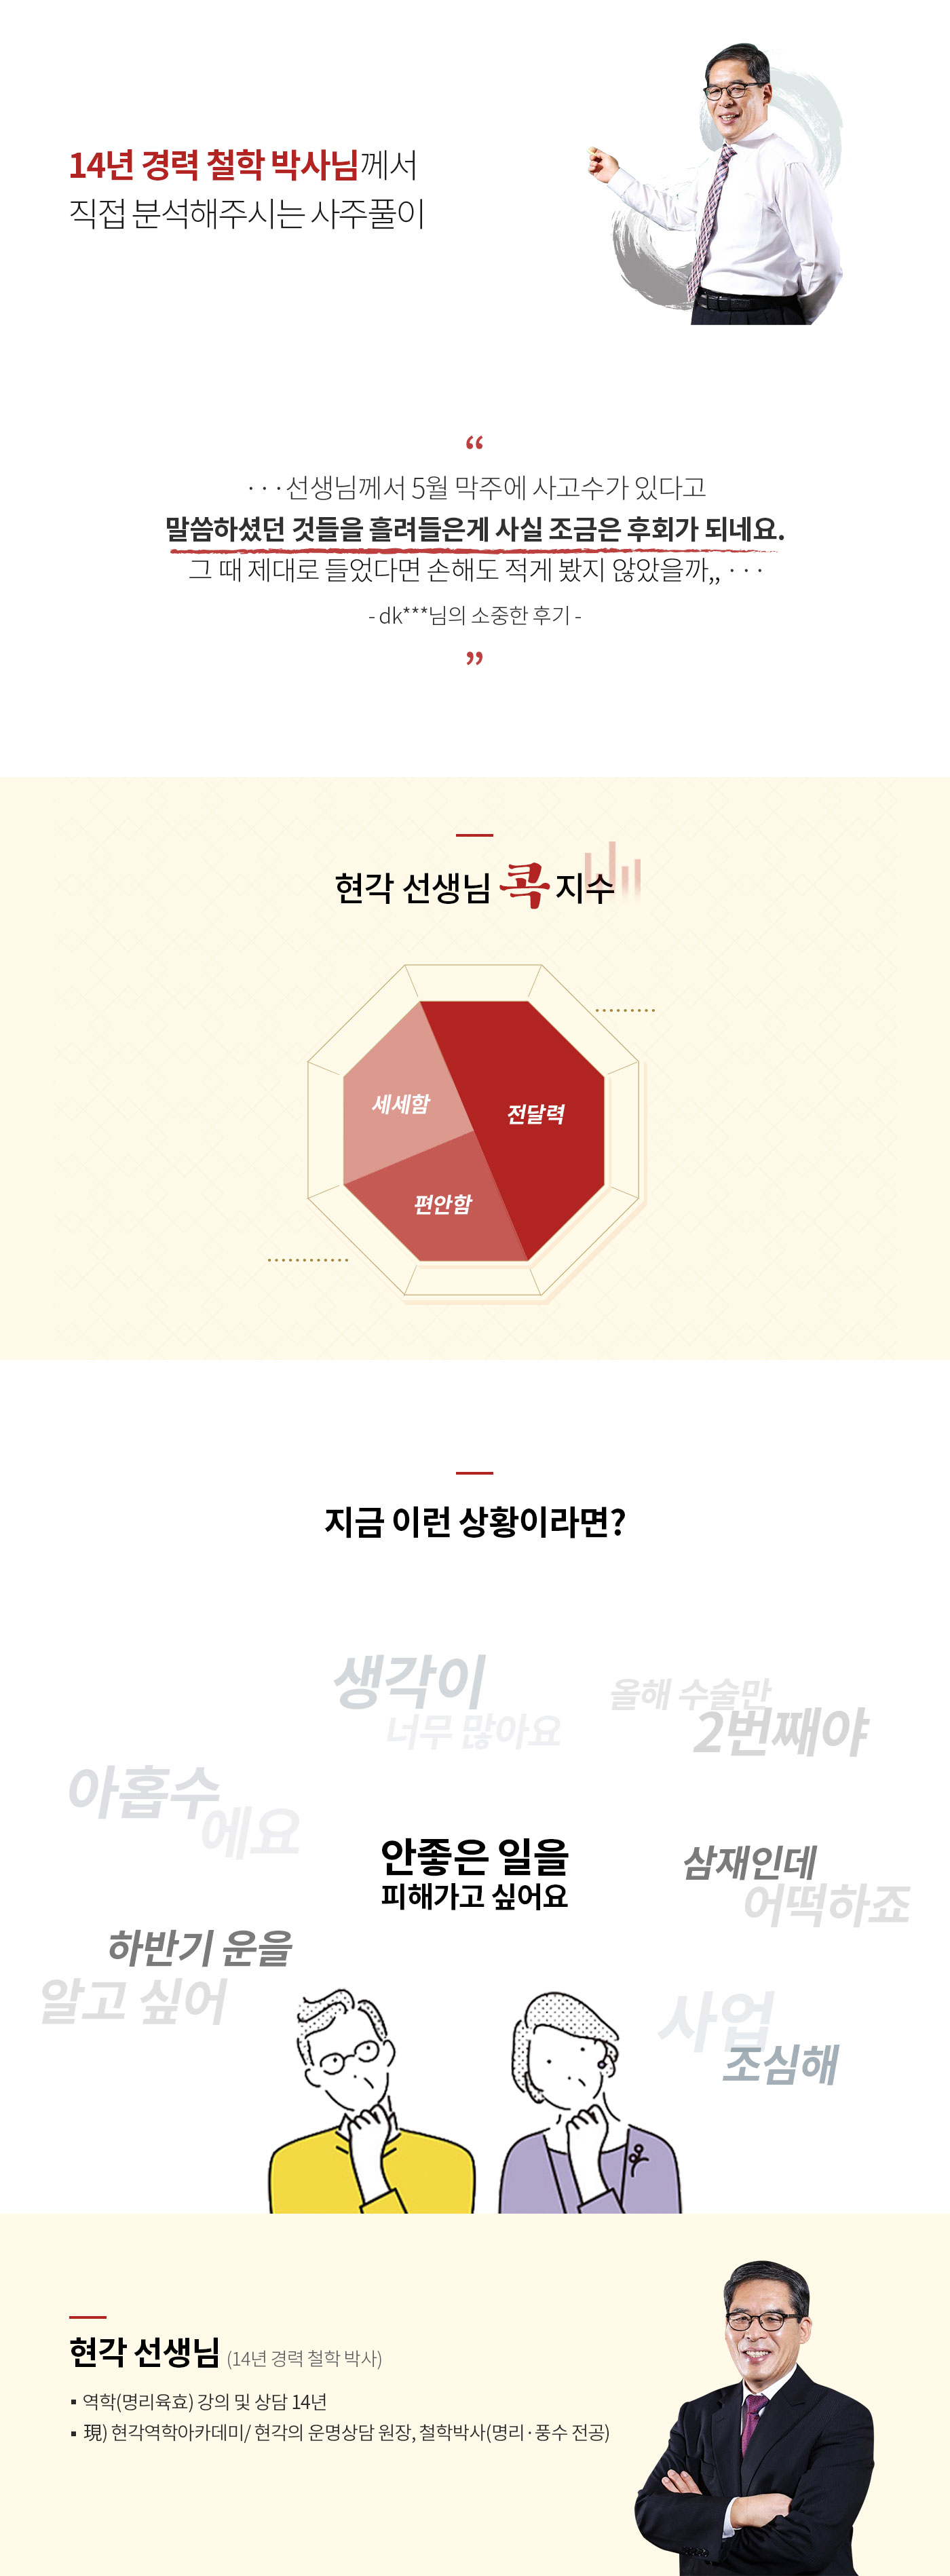 14년 경력 철학 박사님께서
직접 분석해주시는 사주풀이
“
···선생님께서 5월 막주에 사고수가 있다고
말씀하셨던 것들을 흘려들은게 사실 조금은 후회가 되네요.
그 때 제대로 들었다면 손해도 적게 봤지 않았을까,, ···
- dk***님의 소중한 후기 -
”
현각 선생님 콕 지수
세세함
전달력
편안함
지금 이런 상황이라면?
생각이
너무 많아요
올해 수술만
2번째야
아홉수
에요
안좋은 일을
피해가고 싶어요
삼재인데
어떡하죠
하반기 운을
알고 싶어
사업
조심해
현각 선생님 (14년 경력 철학 박사)
▪ 역학(명리육효) 강의 및 상담 14년
▪ 現) 현각역학아카데미/ 현각의 운명상담 원장, 철학박사(명리·풍수 전공)